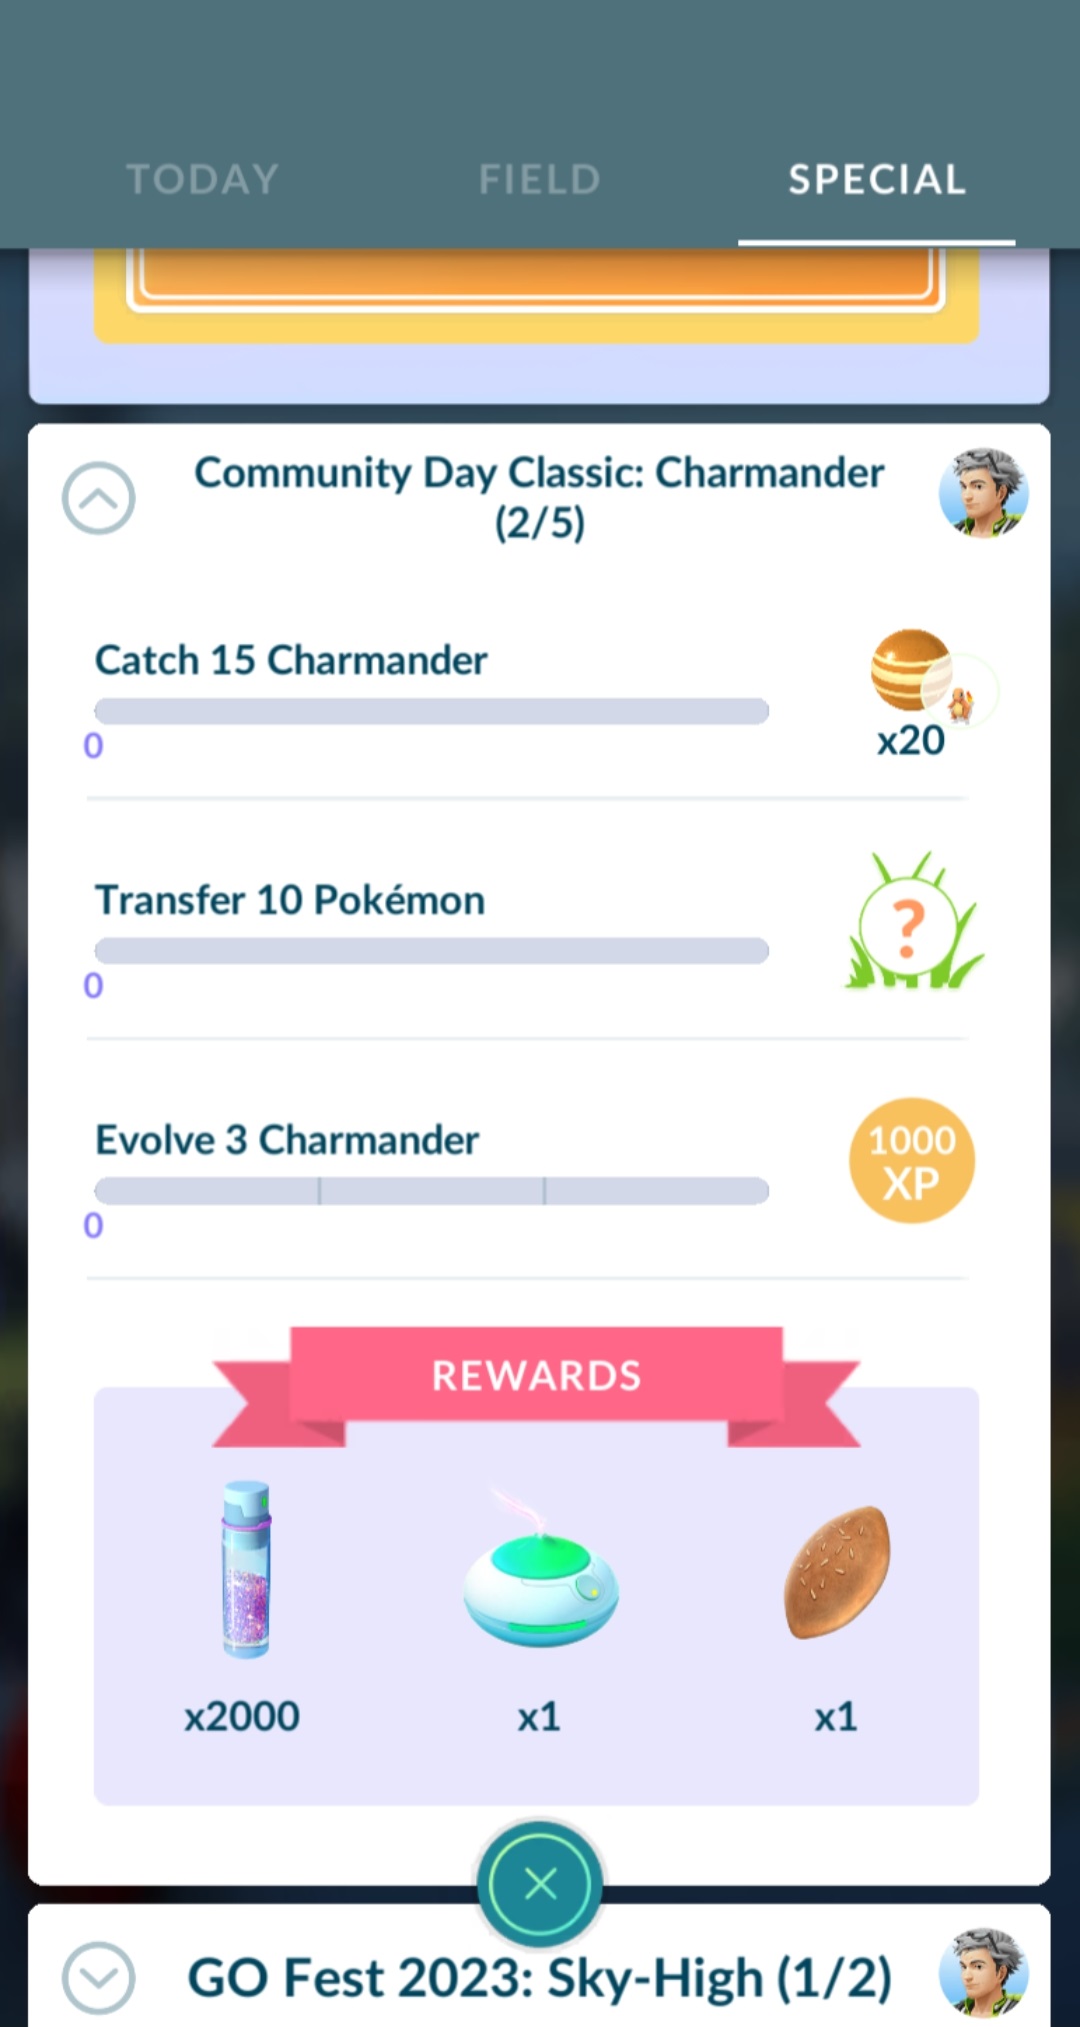 TODAY
FIELD
SPECIAL
Community Day Classic: Charmander
(2/5)
Catch 15 Charmander
0
x20
Transfer 10 Pokémon
0
?
Evolve 3 Charmander
0
1000
XP
REWARDS
x2000
x1
x1
GO Fest 2023: Sky-High (1/2)